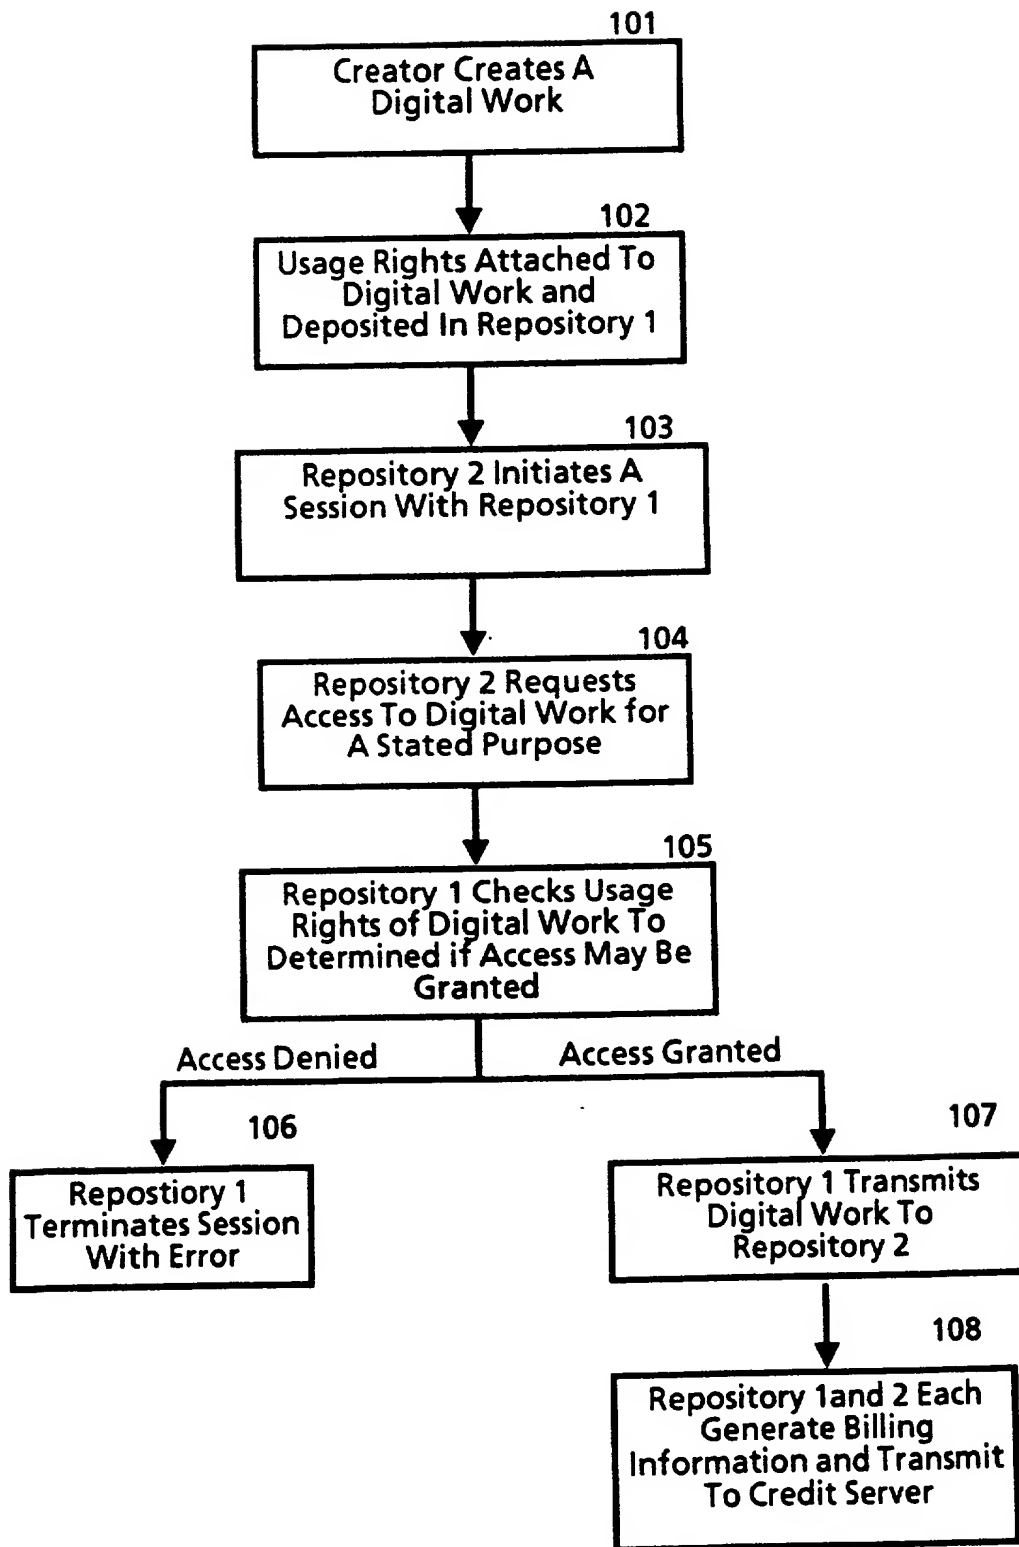 101
Creator Creates A
Digital Work
102
Usage Rights Attached To
Digital Work and
Deposited In Repository 1
103
Repository 2 Initiates A
Session With Repository 1
104
Repository 2 Requests
Access To Digital Work for
A Stated Purpose
105
Repository 1 Checks Usage
Rights of Digital Work To
Determined if Access May Be
Granted
Access Denied
Access Granted
106
Repostiory 1
Terminates Session
With Error
107
Repository 1 Transmits
Digital Work To
Repository 2
108
Repository 1and 2 Each
Generate Billing
Information and Transmit
To Credit Server